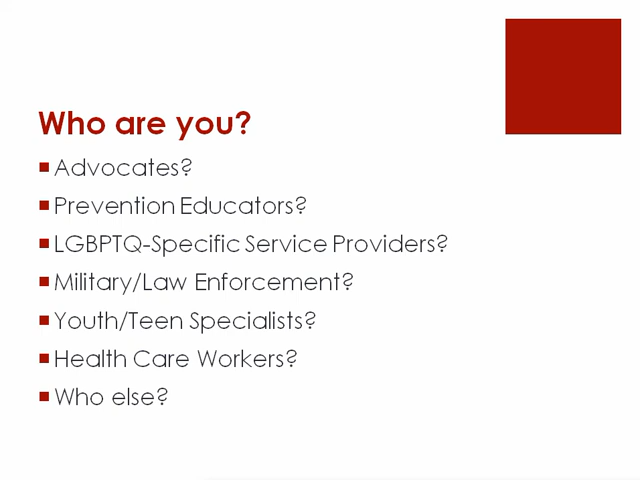 Who are you?
Advocates?
Prevention Educators?
LGBPTQ-Specific Service Providers?
Military/Law Enforcement?
Youth/Teen Specialists?
Health Care Workers?
Who else?